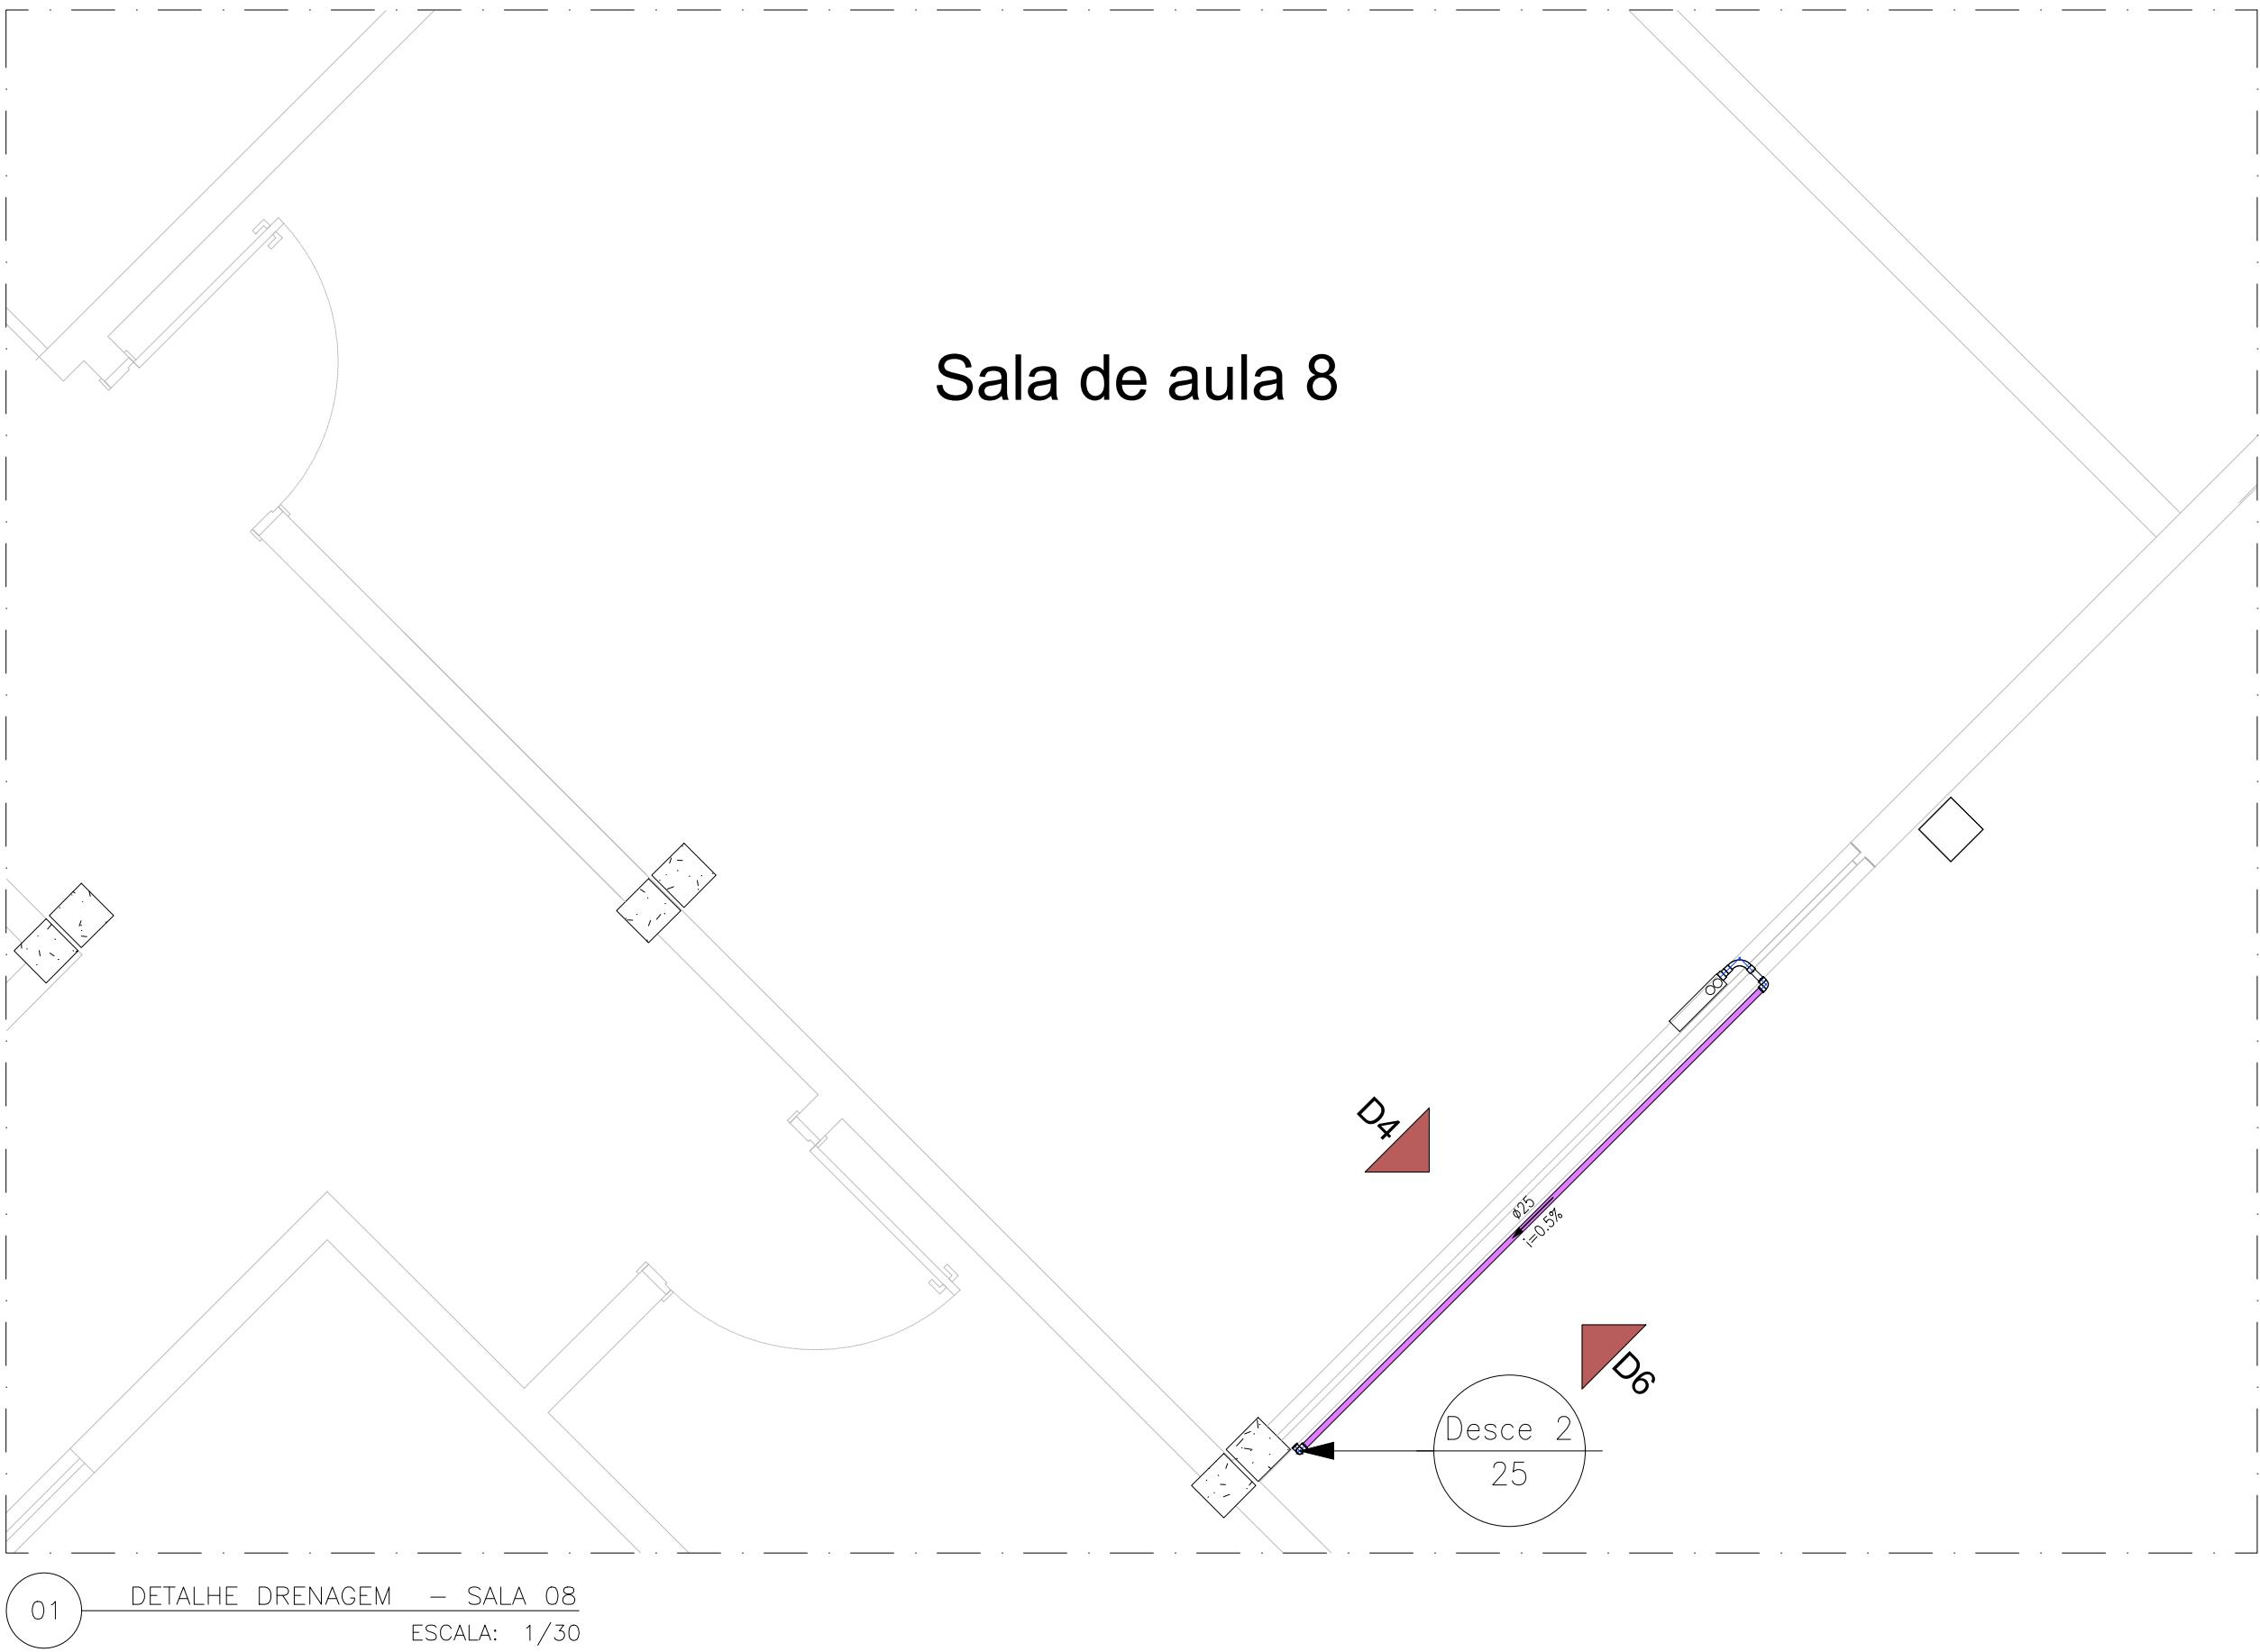 Sala de aula 8
D4
ø25
i=0.5%
D6
Desce 2
25
01
DETALHE DRENAGEM - SALA 08
ESCALA: 1/30